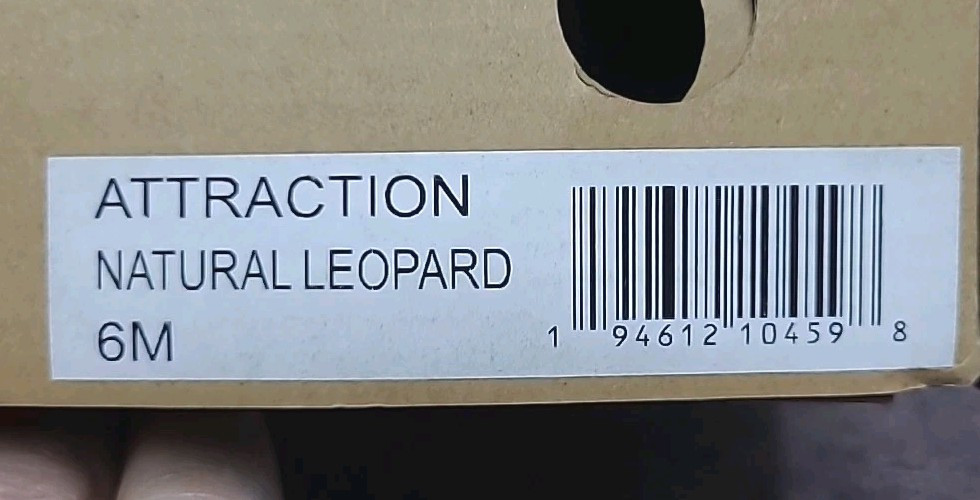 ATTRACTION
NATURAL LEOPARD
6M
1 94612 10459 8